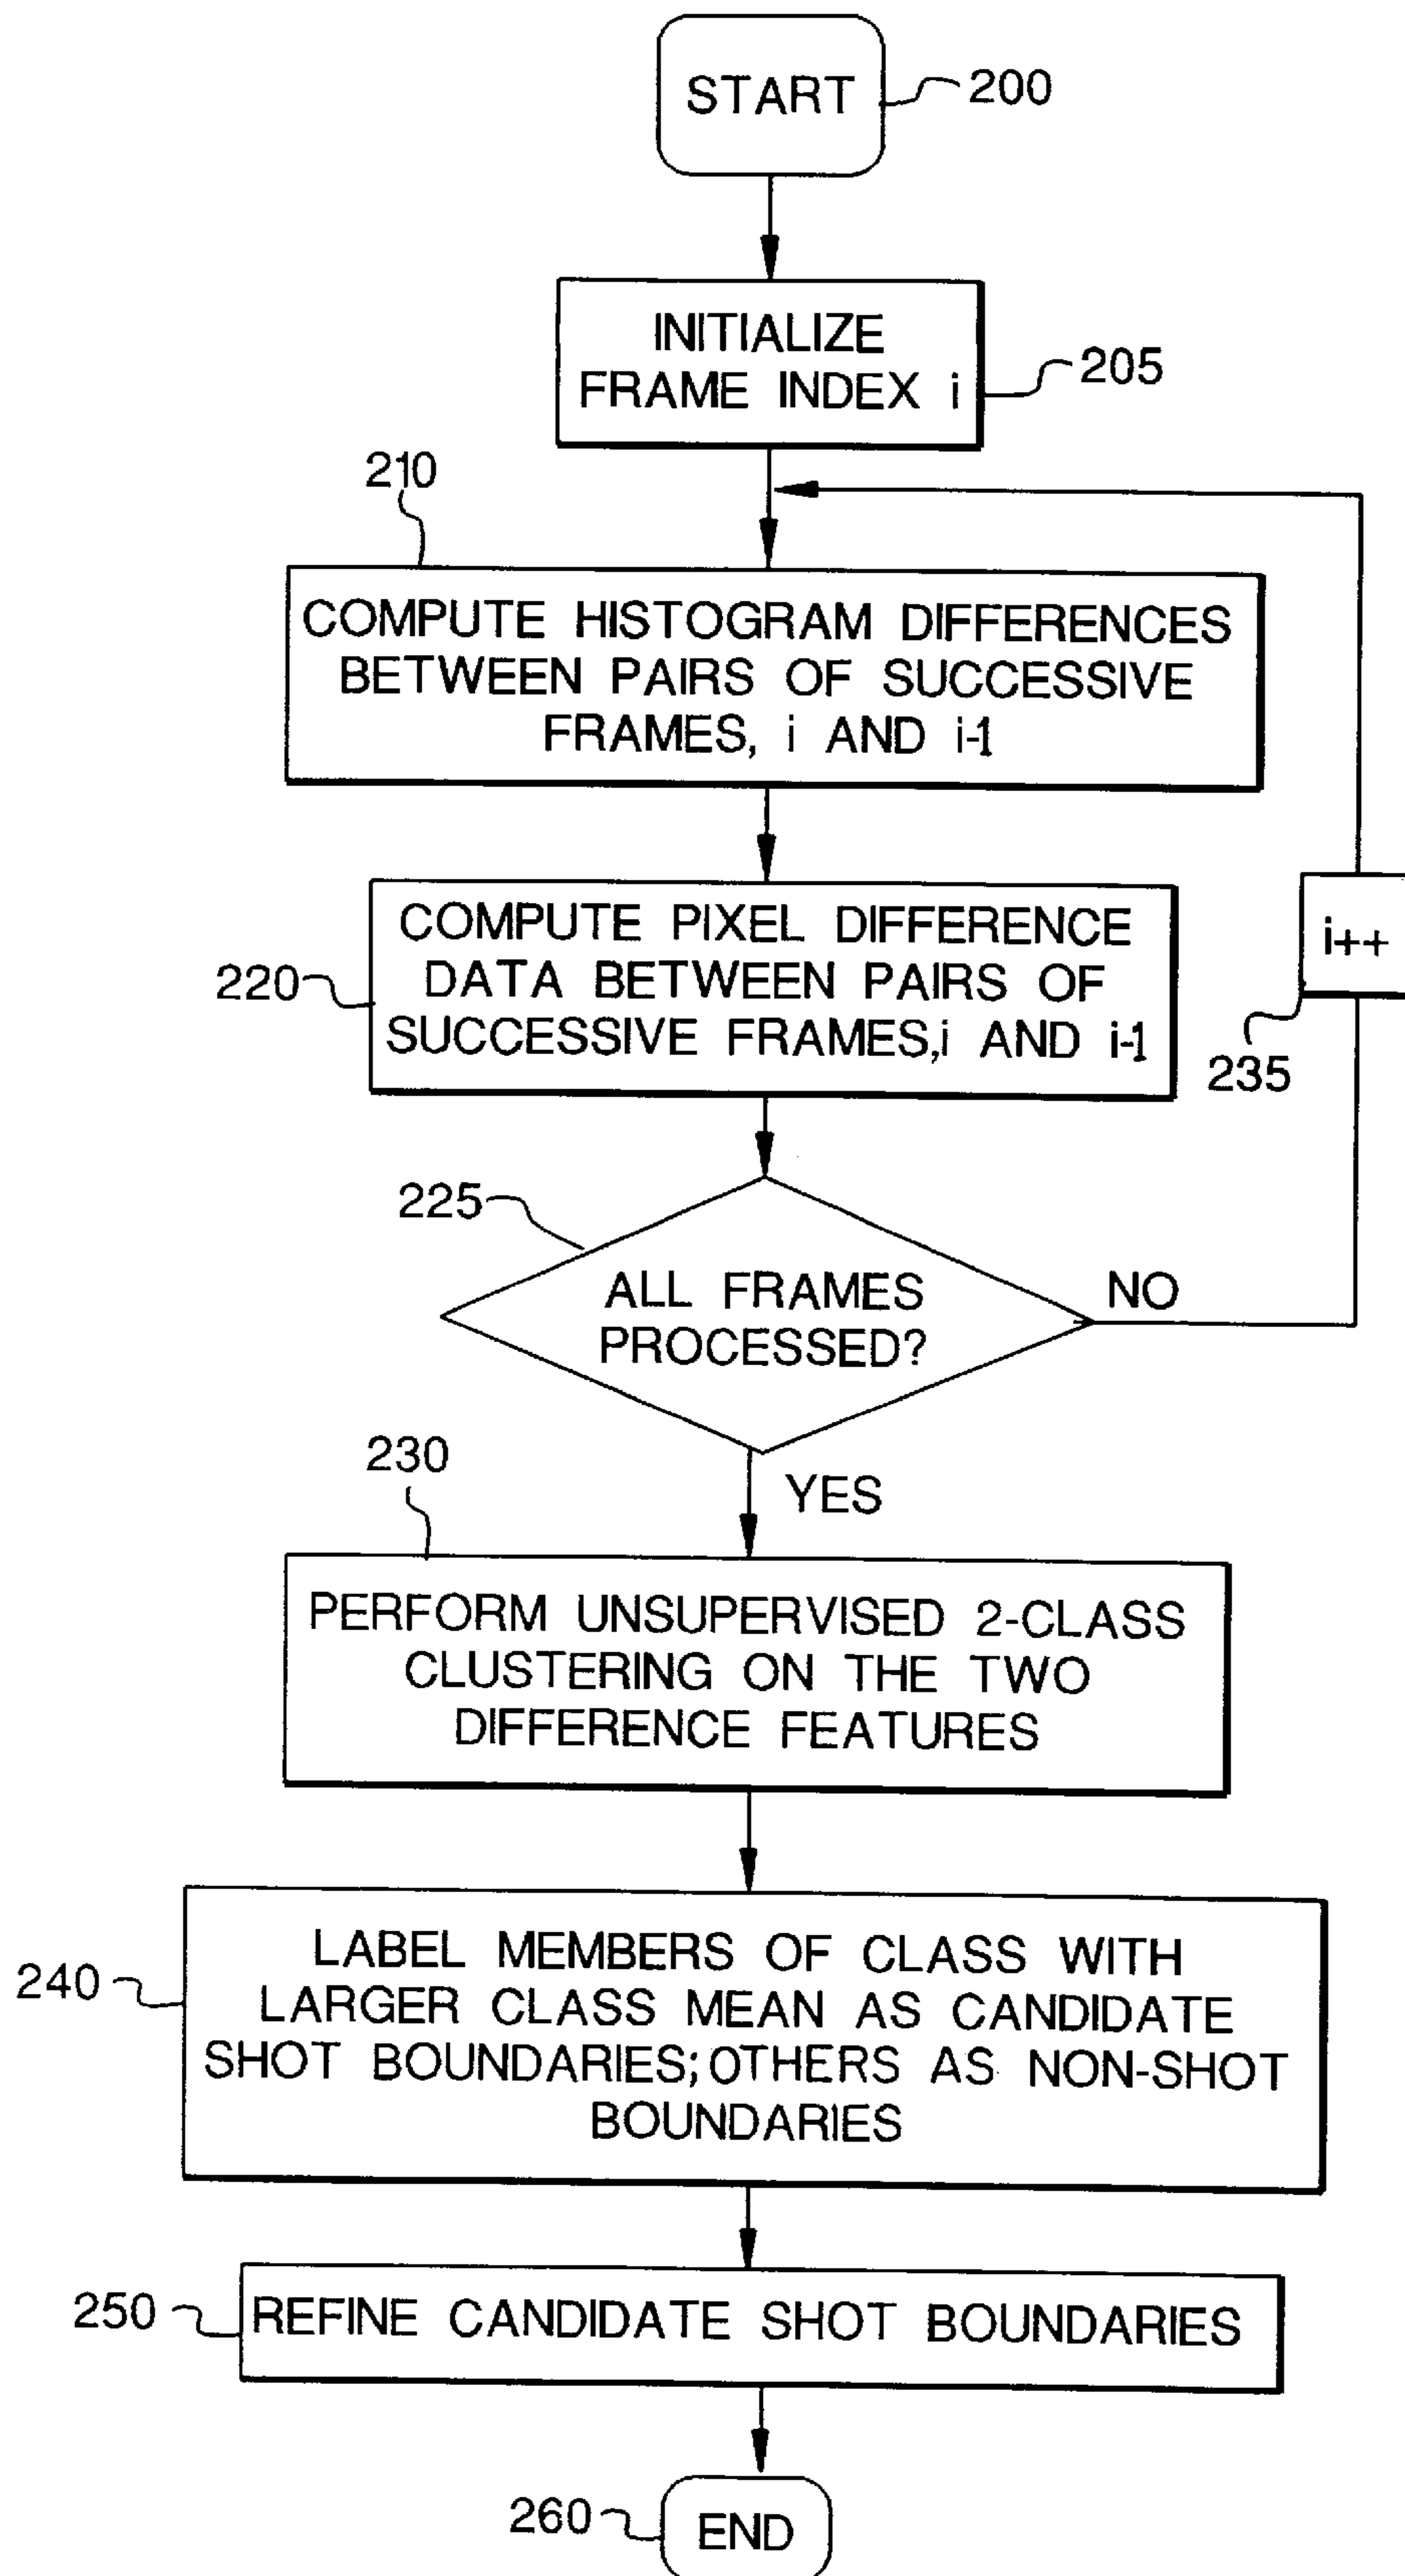 START
200
INITIALIZE
FRAME INDEX i
205
210
COMPUTE HISTOGRAM DIFFERENCES
BETWEEN PAIRS OF SUCCESSIVE
FRAMES, i AND i-1
COMPUTE PIXEL DIFFERENCE
DATA BETWEEN PAIRS OF
SUCCESSIVE FRAMES,i AND i-1
220
i++
235
225
ALL FRAMES
PROCESSED?
NO
YES
230
PERFORM UNSUPERVISED 2-CLASS
CLUSTERING ON THE TWO
DIFFERENCE FEATURES
240
LABEL MEMBERS OF CLASS WITH
LARGER CLASS MEAN AS CANDIDATE
SHOT BOUNDARIES;OTHERS AS NON-SHOT
BOUNDARIES
250
REFINE CANDIDATE SHOT BOUNDARIES
260
END